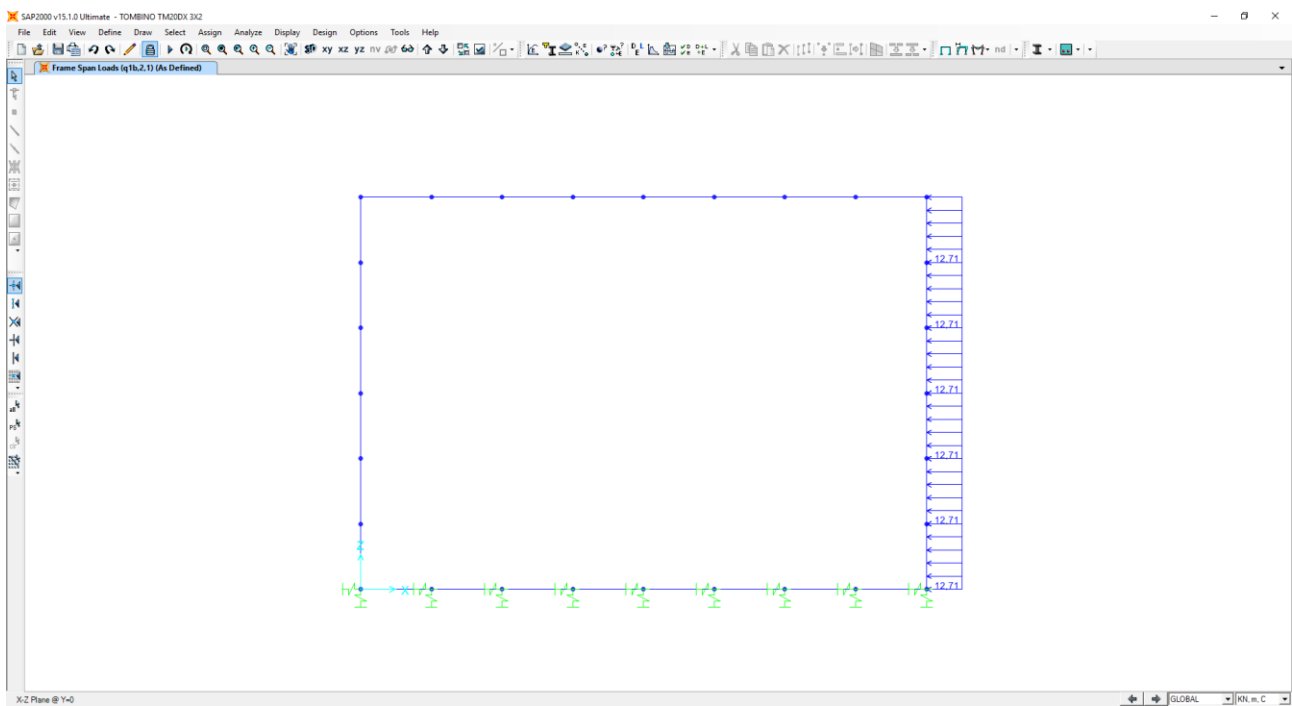 SAP2000 v15.1.0 Ultimate - TOMBINO TM20DX 3X2
File Edit View Define Draw Select Assign Analyze Display Design Options Tools Help
xy xz yz nv nd
Frame Span Loads (q1b,2,1) (As Defined)
12,71
12,71
12,71
12,71
12,71
Z
X
12,71
X-Z Plane @ Y=0
GLOBAL
KN, m, C